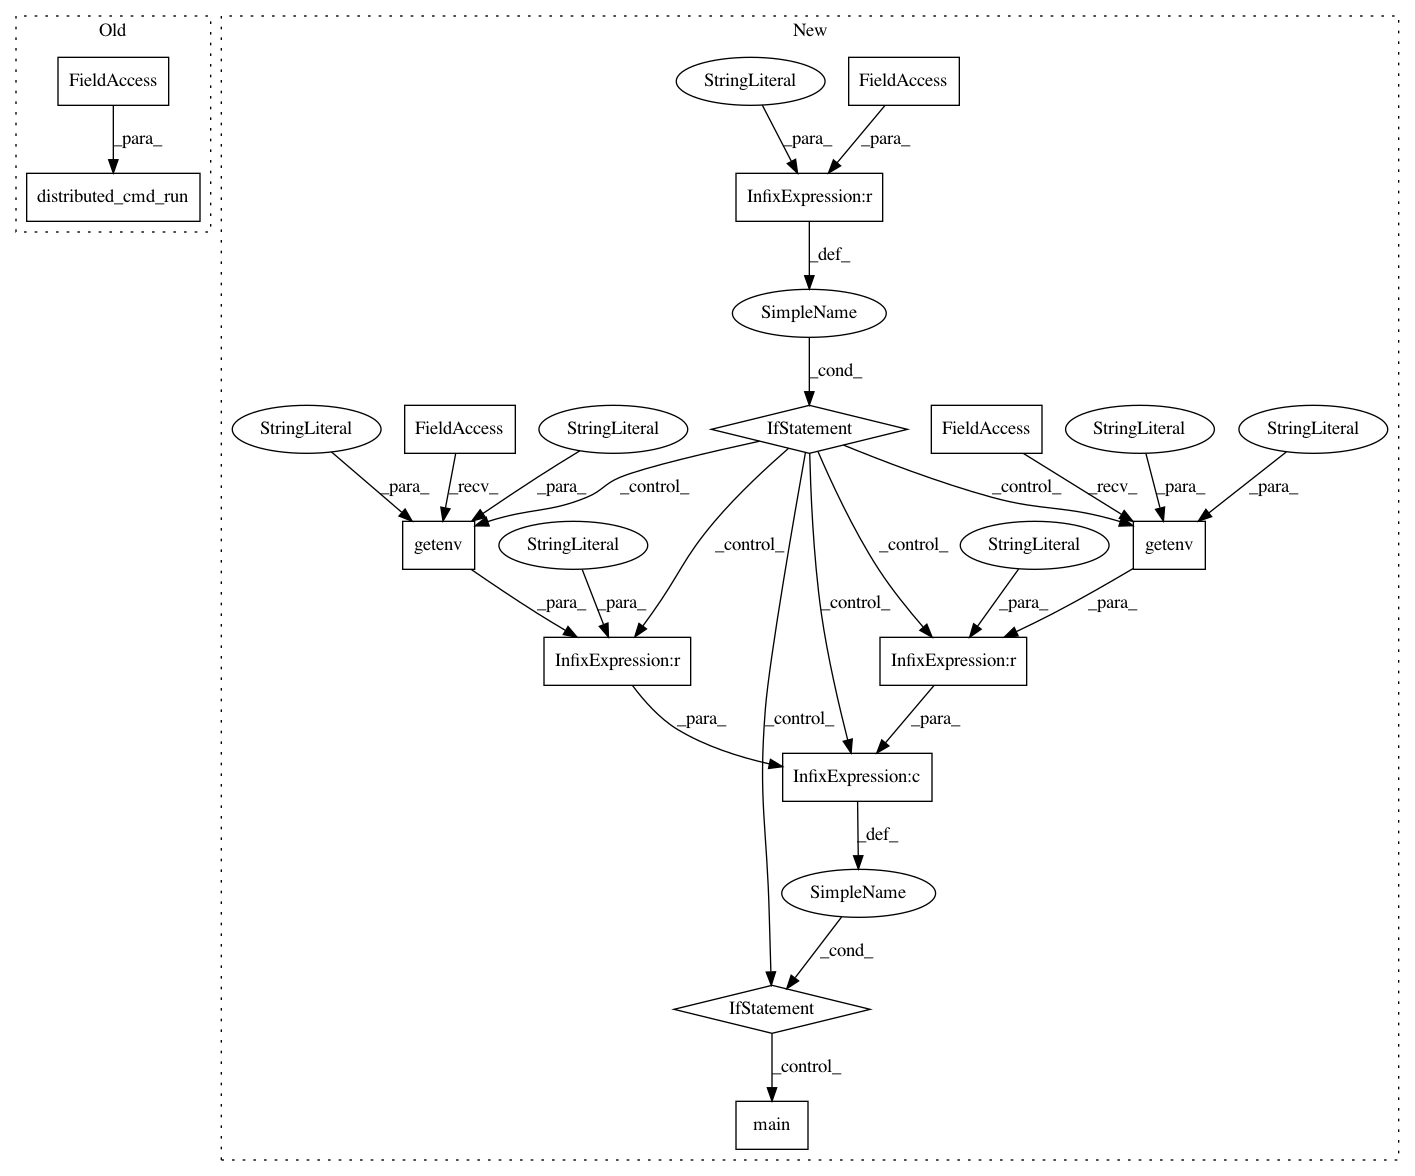 Old
New
FieldAccess
StringLiteral
FieldAccess
_para_
_para_
_para_
distributed_cmd_run
InfixExpression:r
_def_
SimpleName
_cond_
StringLiteral
FieldAccess
StringLiteral
IfStatement
FieldAccess
StringLiteral
StringLiteral
_para_
_recv_
_para_
_control_
_control_
_recv_
_para_
_para_
getenv
StringLiteral
_control_
_control_
StringLiteral
getenv
_para_
_para_
_control_
_para_
_para_
InfixExpression:r
InfixExpression:r
_para_
_control_
_para_
InfixExpression:c
_def_
SimpleName
_cond_
IfStatement
_control_
main